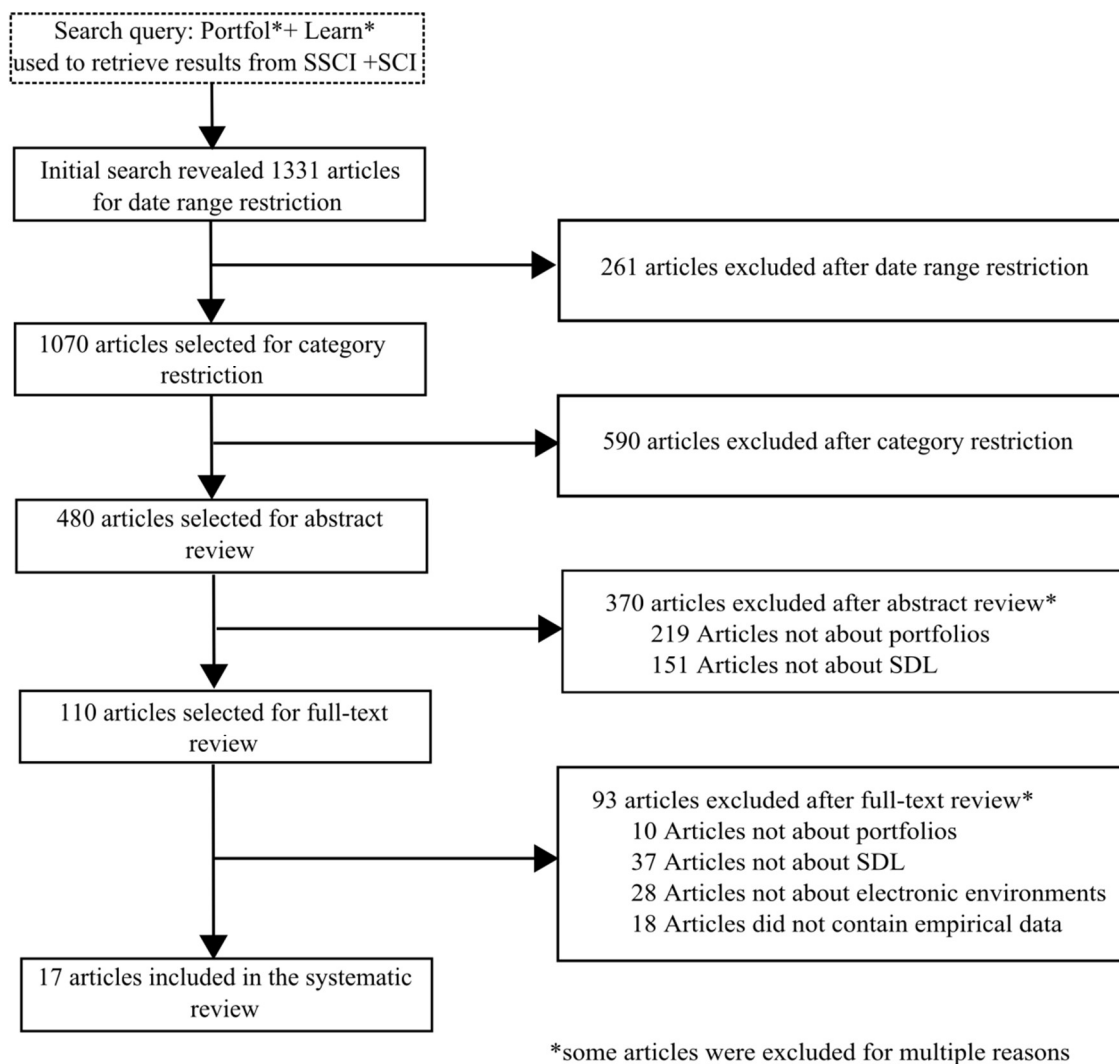 Search query: Portfol*+ Learn*
used to retrieve results from SSCI +SCI
Initial search revealed 1331 articles
for date range restriction
261 articles excluded after date range restriction
1070 articles selected for category
restriction
590 articles excluded after category restriction
480 articles selected for abstract
review
370 articles excluded after abstract review*
219 Articles not about portfolios
151 Articles not about SDL
110 articles selected for full-text
review
93 articles excluded after full-text review*
10 Articles not about portfolios
37 Articles not about SDL
28 Articles not about electronic environments
18 Articles did not contain empirical data
17 articles included in the systematic
review
*some articles were excluded for multiple reasons